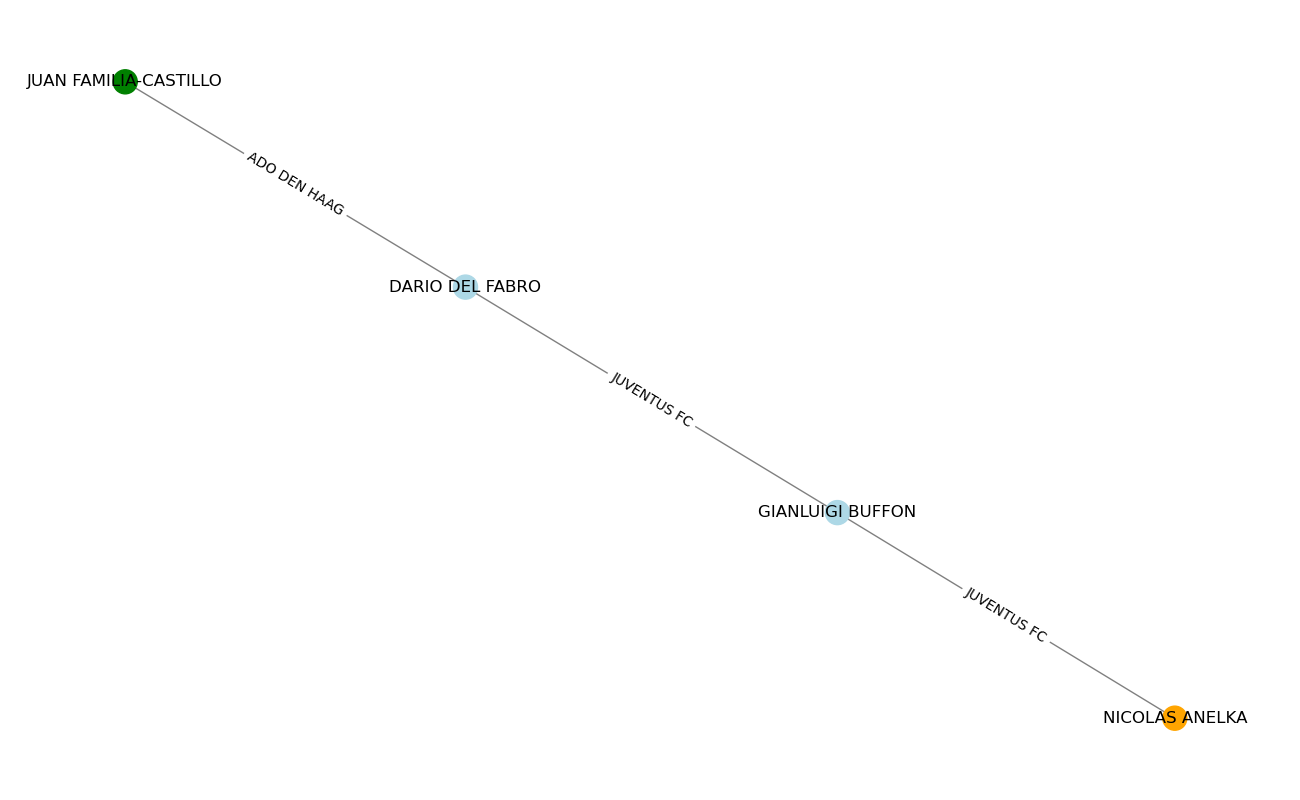 JUAN FAMILIA-CASTILLO
ADO DEN HAAG
DARIO DEL FABRO
JUVENTUS FC
GIANLUIGI BUFFON
JUVENTUS FC
NICOLAS ANELKA